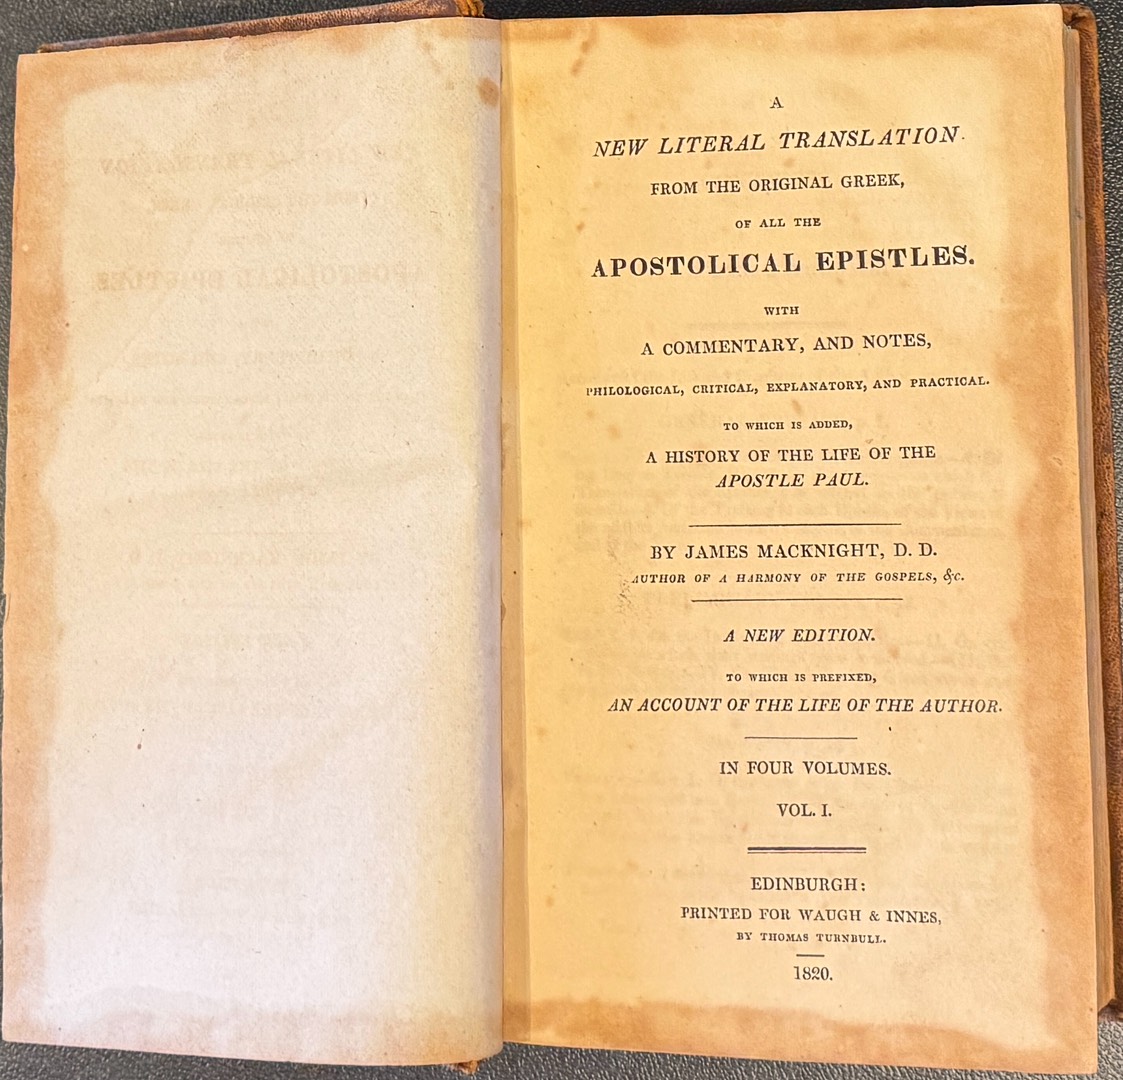 A
NEW LITERAL TRANSLATION
FROM THE ORIGINAL GREEK,
OF ALL THE
APOSTOLICAL EPISTLES.
WITH
A COMMENTARY, AND NOTES,
PHILOLOGICAL, CRITICAL, EXPLANATORY, AND PRACTICAL.
TO WHICH IS ADDED,
A HISTORY OF THE LIFE OF THE
APOSTLE PAUL.
BY JAMES MACKNIGHT, D. D.
AUTHOR OF A HARMONY OF THE GOSPELS, &c.
A NEW EDITION.
TO WHICH IS PREFIXED,
AN ACCOUNT OF THE LIFE OF THE AUTHOR.
IN FOUR VOLUMES.
VOL. I.
EDINBURGH:
PRINTED FOR WAUGH & INNES,
BY THOMAS TURNBULL.
1820.